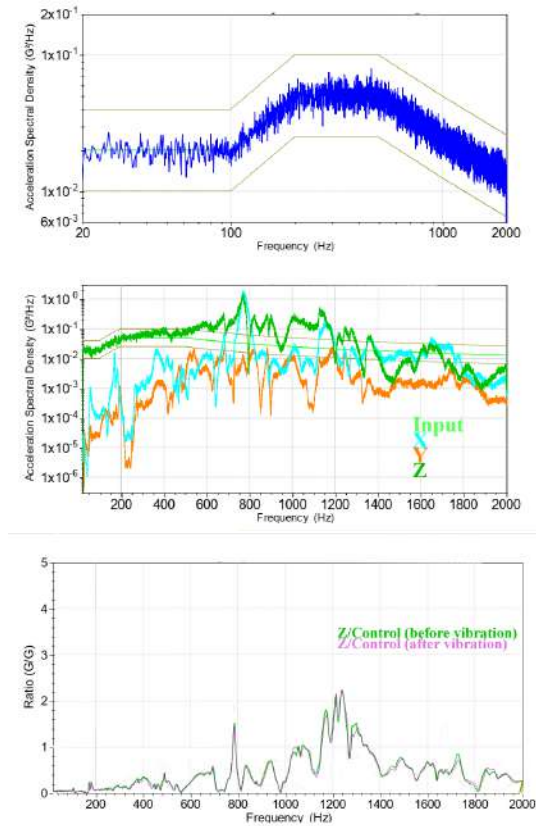 Acceleration Spectral Density (G²/Hz)
2x10⁻¹
1x10⁻¹
1x10⁻²
6x10⁻³
20
100
1000
2000
Frequency (Hz)
Acceleration Spectral Density (G²/Hz)
1x10⁰
1x10⁻¹
1x10⁻²
1x10⁻³
1x10⁻⁴
1x10⁻⁵
1x10⁻⁶
Input
X
Y
Z
200
400
600
800
1000
1200
1400
1600
1800
2000
Frequency (Hz)
Ratio (G/G)
5
4
3
2
1
0
Z/Control (before vibration)
Z/Control (after vibration)
200
400
600
800
1000
1200
1400
1600
1800
2000
Frequency (Hz)